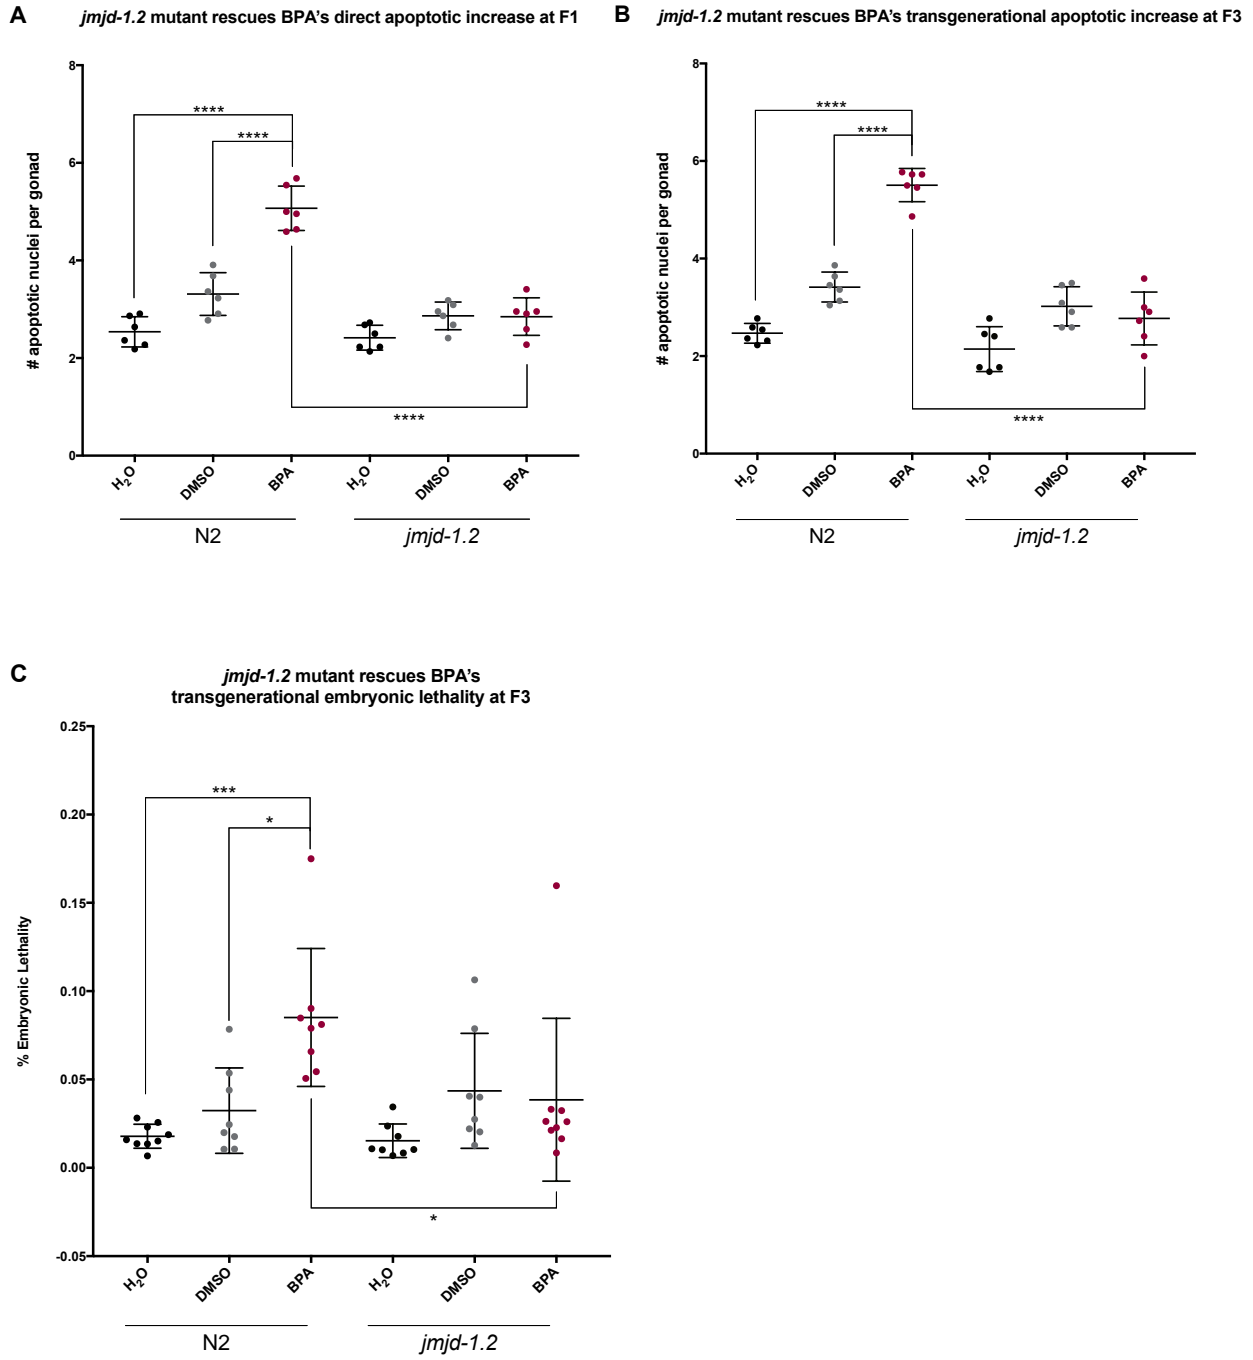 A
jmjd-1.2 mutant rescues BPA's direct apoptotic increase at F1
8
6
4
2
0
# apoptotic nuclei per gonad
****
****
****
H₂O
DMSO
BPA
H₂O
DMSO
BPA
N2
jmjd-1.2
B
jmjd-1.2 mutant rescues BPA's transgenerational apoptotic increase at F3
8
6
4
2
0
# apoptotic nuclei per gonad
****
****
****
H₂O
DMSO
BPA
H₂O
DMSO
BPA
N2
jmjd-1.2
C
jmjd-1.2 mutant rescues BPA's
transgenerational embryonic lethality at F3
0.25
0.20
0.15
0.10
0.05
0.00
-0.05
% Embryonic Lethality
***
*
*
H₂O
DMSO
BPA
H₂O
DMSO
BPA
N2
jmjd-1.2